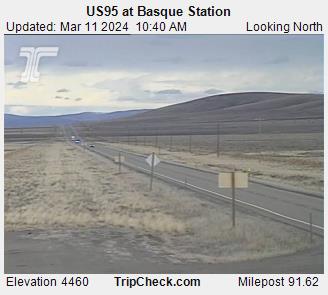 US95 at Basque Station
Updated: Mar 11 2024 10:40 AM Looking North
Elevation 4460 TripCheck.com Milepost 91.62